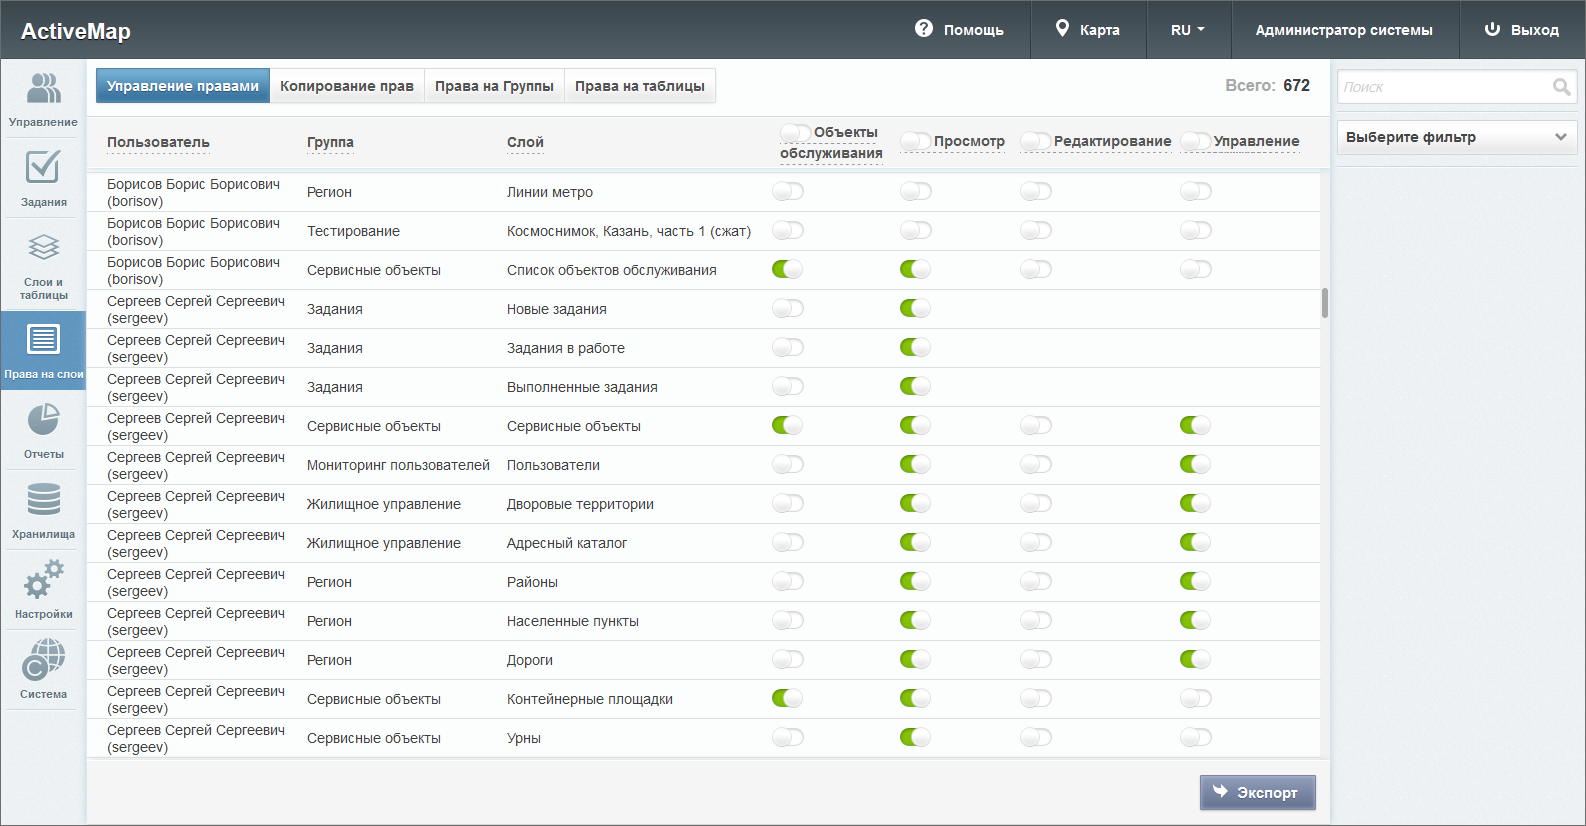 ActiveMap
Помощь
Карта
RU
Администратор системы
Выход
Управление
Задания
Слои и
таблицы
Права на слои
Отчеты
Хранилища
Настройки
Система
Управление правами Копирование прав Права на Группы Права на таблицы
Всего: 672
Поиск
Выберите фильтр
Пользователь Группа Слой Объекты обслуживания Просмотр Редактирование Управление
Борисов Борис Борисович
(borisov) Регион Линии метро
Борисов Борис Борисович
(borisov) Тестирование Космоснимок, Казань, часть 1 (сжат)
Борисов Борис Борисович
(borisov) Сервисные объекты Список объектов обслуживания
Сергеев Сергей Сергеевич
(sergeev) Задания Новые задания
Сергеев Сергей Сергеевич
(sergeev) Задания Задания в работе
Сергеев Сергей Сергеевич
(sergeev) Задания Выполненные задания
Сергеев Сергей Сергеевич
(sergeev) Сервисные объекты Сервисные объекты
Сергеев Сергей Сергеевич
(sergeev) Мониторинг пользователей Пользователи
Сергеев Сергей Сергеевич
(sergeev) Жилищное управление Дворовые территории
Сергеев Сергей Сергеевич
(sergeev) Жилищное управление Адресный каталог
Сергеев Сергей Сергеевич
(sergeev) Регион Районы
Сергеев Сергей Сергеевич
(sergeev) Регион Населенные пункты
Сергеев Сергей Сергеевич
(sergeev) Регион Дороги
Сергеев Сергей Сергеевич
(sergeev) Сервисные объекты Контейнерные площадки
Сергеев Сергей Сергеевич
(sergeev) Сервисные объекты Урны
Экспорт